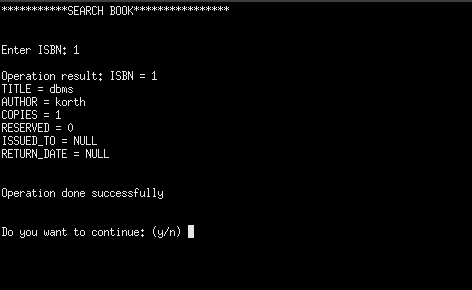 ***********SEARCH BOOK****************
Enter ISBN: 1
Operation result: ISBN = 1
TITLE = dbms
AUTHOR = korth
COPIES = 1
RESERVED = 0
ISSUED_TO = NULL
RETURN_DATE = NULL
Operation done successfully
Do you want to continue: (y/n)